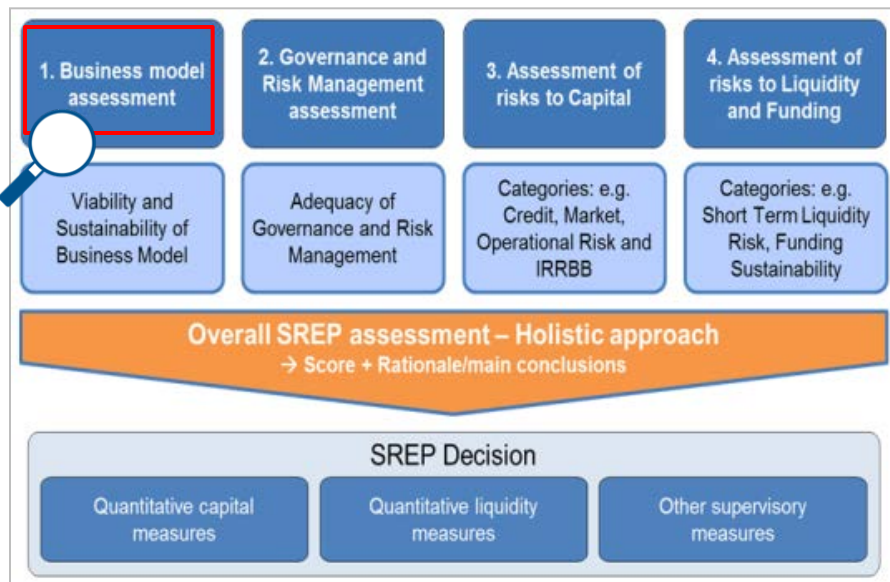 1. Business model
assessment
2. Governance and
Risk Management
assessment
3. Assessment of
risks to Capital
4. Assessment of
risks to Liquidity
and Funding
Viability and
Sustainability of
Business Model
Adequacy of
Governance and Risk
Management
Categories: e.g.
Credit, Market,
Operational Risk and
IRRBB
Categories: e.g.
Short Term Liquidity
Risk, Funding
Sustainability
Overall SREP assessment – Holistic approach
→ Score + Rationale/main conclusions
SREP Decision
Quantitative capital
measures
Quantitative liquidity
measures
Other supervisory
measures